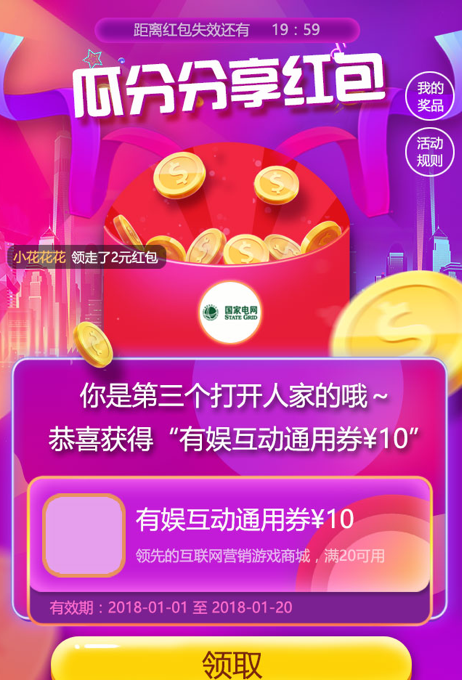 距离红包失效还有 19：59
瓜分分享红包
我的
奖品
活动
规则
小花花花 领走了2元红包
国家电网
STATE GRID
你是第三个打开人家的哦～
恭喜获得“有娱互动通用券¥10”
有娱互动通用券¥10
领先的互联网营销游戏商城，满20可用
有效期：2018-01-01 至 2018-01-20
领取